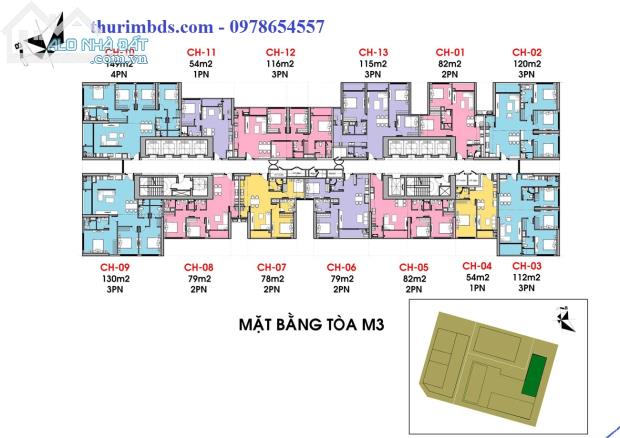 thurimbds.com - 0978654557
ALO NHÀ ĐẤT
.com.vn
CH-10
149m2
4PN
CH-11
54m2
1PN
CH-12
116m2
3PN
CH-13
115m2
3PN
CH-01
82m2
2PN
CH-02
120m2
3PN
CH-09
130m2
3PN
CH-08
79m2
2PN
CH-07
78m2
2PN
CH-06
79m2
2PN
CH-05
82m2
2PN
CH-04
54m2
1PN
CH-03
112m2
3PN
MẶT BẰNG TÒA M3